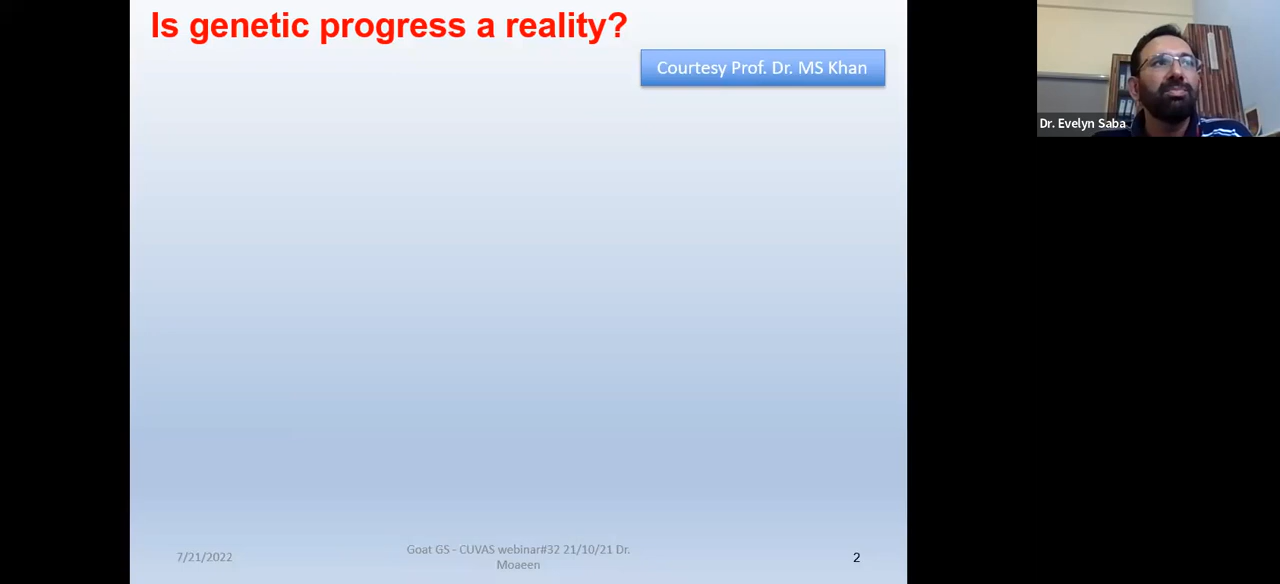 Is genetic progress a reality?
Courtesy Prof. Dr. MS Khan
Dr. Evelyn Saba
7/21/2022
Goat GS - CUVAS webinar#32 21/10/21 Dr.
Moaeen
2